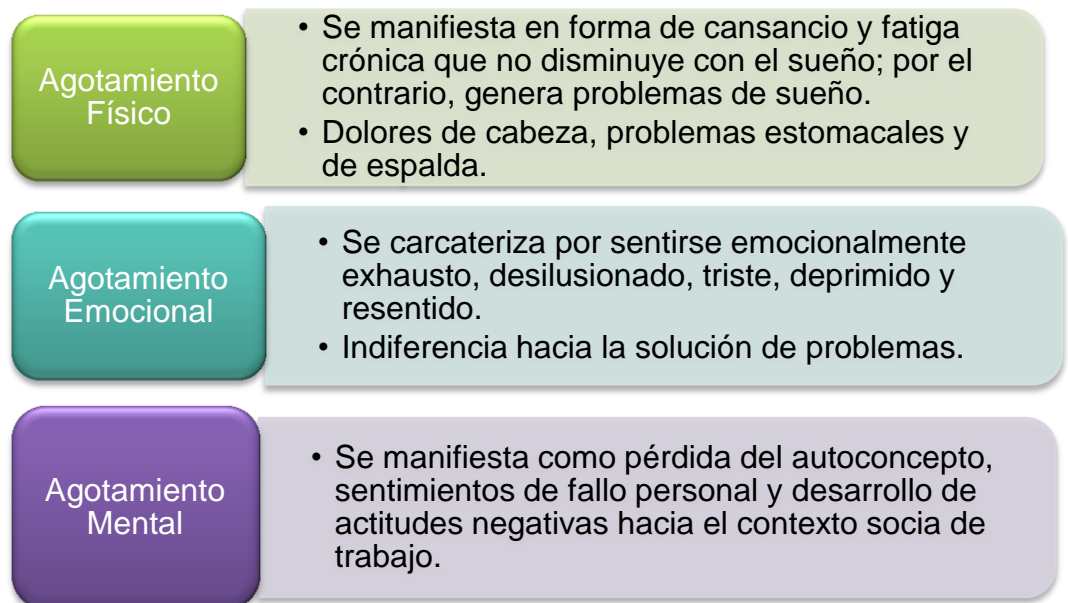 Agotamiento
Físico
• Se manifiesta en forma de cansancio y fatiga
crónica que no disminuye con el sueño; por el
contrario, genera problemas de sueño.
• Dolores de cabeza, problemas estomacales y
de espalda.
Agotamiento
Emocional
• Se carcateriza por sentirse emocionalmente
exhausto, desilusionado, triste, deprimido y
resentido.
• Indiferencia hacia la solución de problemas.
Agotamiento
Mental
• Se manifiesta como pérdida del autoconcepto,
sentimientos de fallo personal y desarrollo de
actitudes negativas hacia el contexto socia de
trabajo.